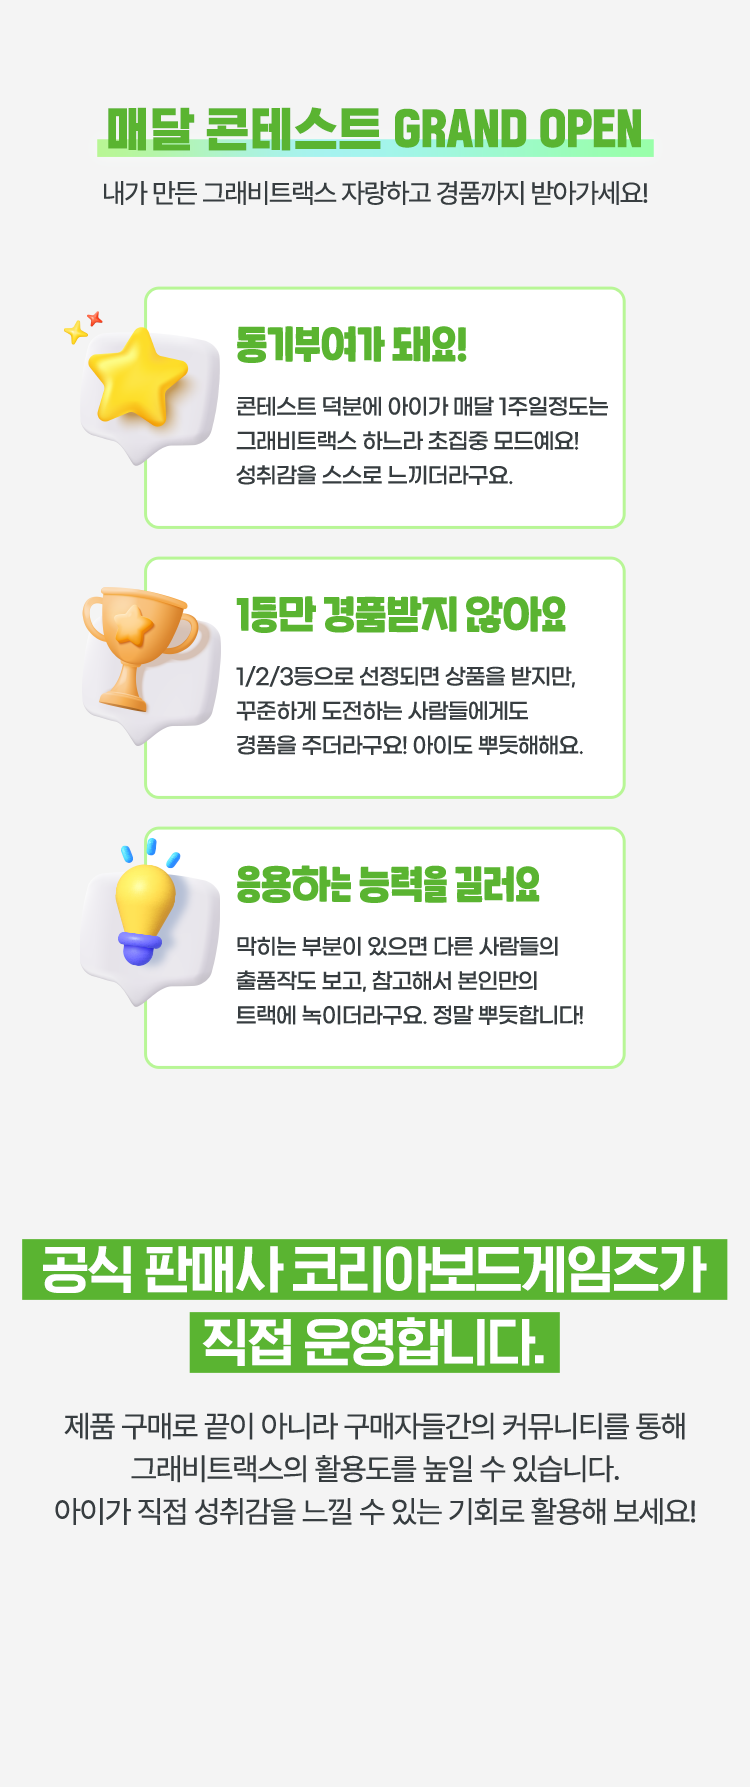 매달 콘테스트 GRAND OPEN
내가 만든 그래비트랙스 자랑하고 경품까지 받아가세요!
동기부여가 돼요!
콘테스트 덕분에 아이가 매달 1주일정도는
그래비트랙스 하느라 초집중 모드예요!
성취감을 스스로 느끼더라구요.
1등만 경품받지 않아요
1/2/3등으로 선정되면 상품을 받지만,
꾸준하게 도전하는 사람들에게도
경품을 주더라구요! 아이도 뿌듯해해요.
응용하는 능력을 길러요
막히는 부분이 있으면 다른 사람들의
출품작도 보고, 참고해서 본인만의
트랙에 녹이더라구요. 정말 뿌듯합니다!
공식 판매사 코리아보드게임즈가
직접 운영합니다.
제품 구매로 끝이 아니라 구매자들간의 커뮤니티를 통해
그래비트랙스의 활용도를 높일 수 있습니다.
아이가 직접 성취감을 느낄 수 있는 기회로 활용해 보세요!